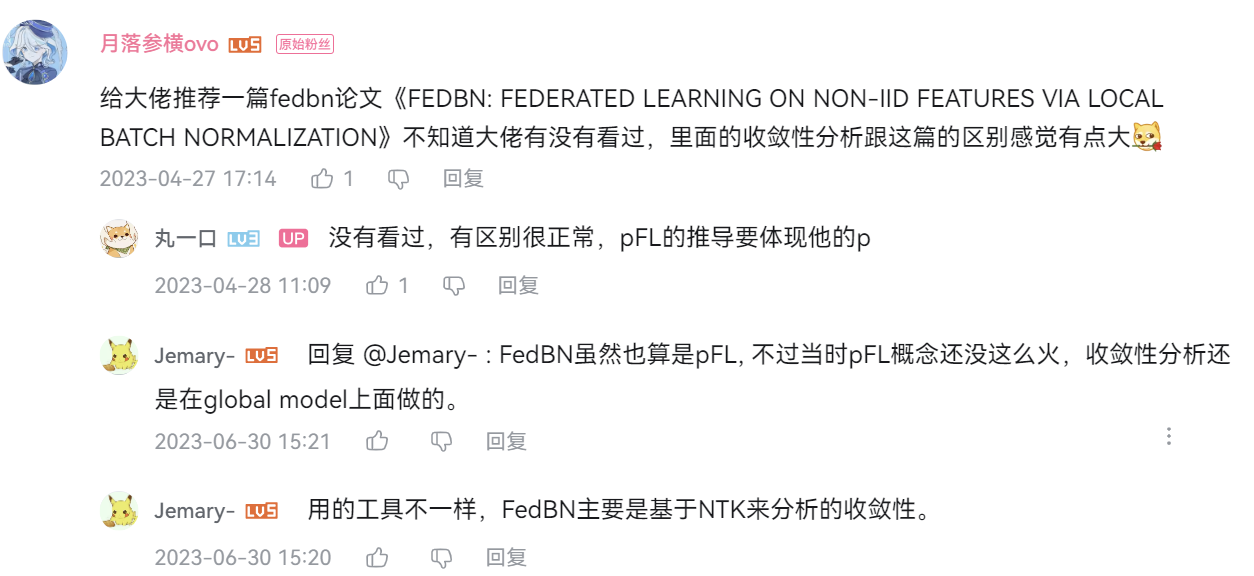 月落参横ovo LV5 原始粉丝
给大佬推荐一篇fedbn论文《FEDBN: FEDERATED LEARNING ON NON-IID FEATURES VIA LOCAL
BATCH NORMALIZATION》不知道大佬有没有看过，里面的收敛性分析跟这篇的区别感觉有点大
2023-04-27 17:14 1 回复
丸一口 LV3 UP 没有看过，有区别很正常，pFL的推导要体现他的p
2023-04-28 11:09 1 回复
Jemary- LV5 回复 @Jemary- : FedBN虽然也算是pFL, 不过当时pFL概念还没这么火，收敛性分析还
是在global model上面做的。
2023-06-30 15:21 回复
Jemary- LV5 用的工具不一样，FedBN主要是基于NTK来分析的收敛性。
2023-06-30 15:20 回复